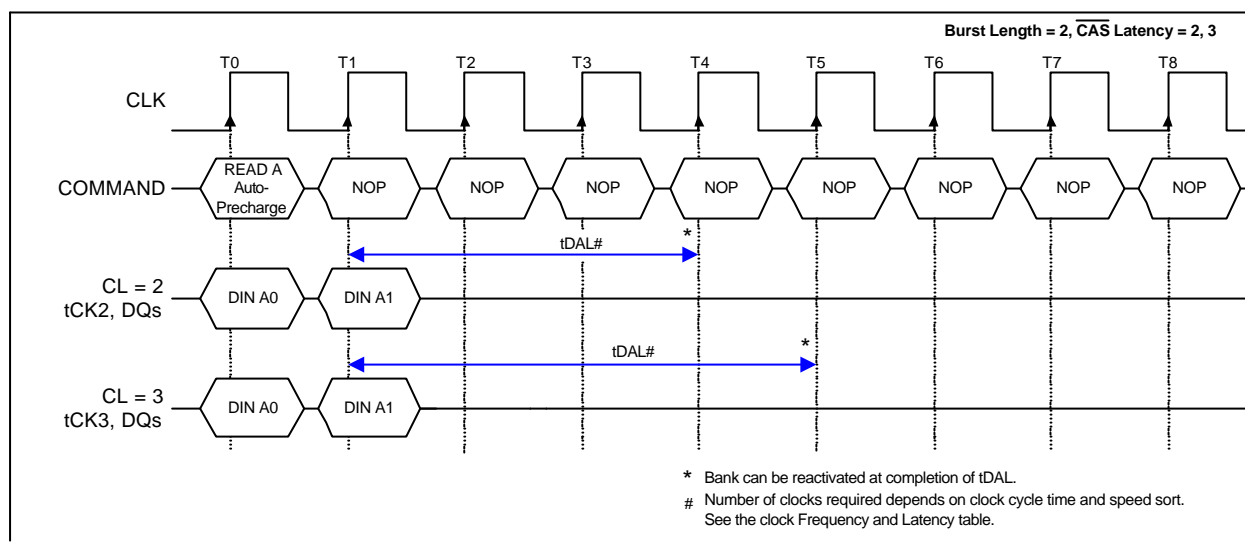 Burst Length = 2, CAS Latency = 2, 3
T0 T1 T2 T3 T4 T5 T6 T7 T8
CLK
COMMAND
READ A
Auto-
Precharge
NOP NOP NOP NOP NOP NOP NOP NOP
tDAL# *
CL = 2
tCK2, DQs
DIN A0 DIN A1
tDAL# *
CL = 3
tCK3, DQs
DIN A0 DIN A1
* Bank can be reactivated at completion of tDAL.
# Number of clocks required depends on clock cycle time and speed sort.
See the clock Frequency and Latency table.